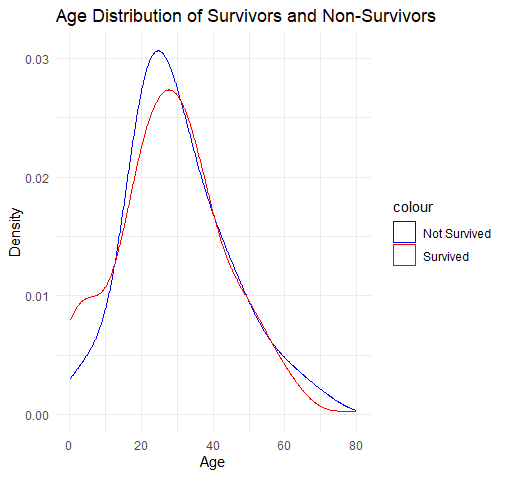 Age Distribution of Survivors and Non-Survivors
0.03
0.02
0.01
0.00
Density
0
20
40
60
80
Age
colour
Not Survived
Survived